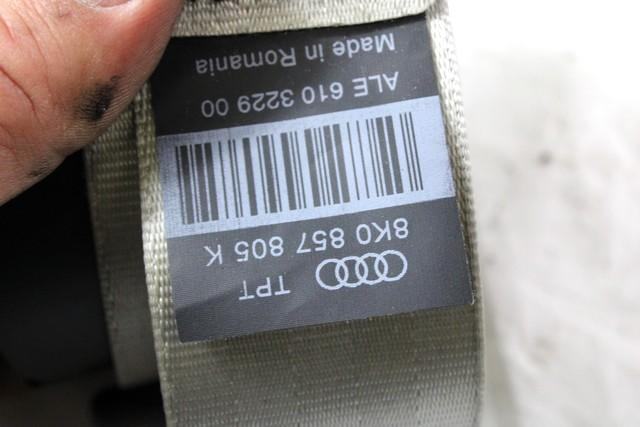 TPT
8K0 857 805 K
ALE 610 3229 00
Made in Romania